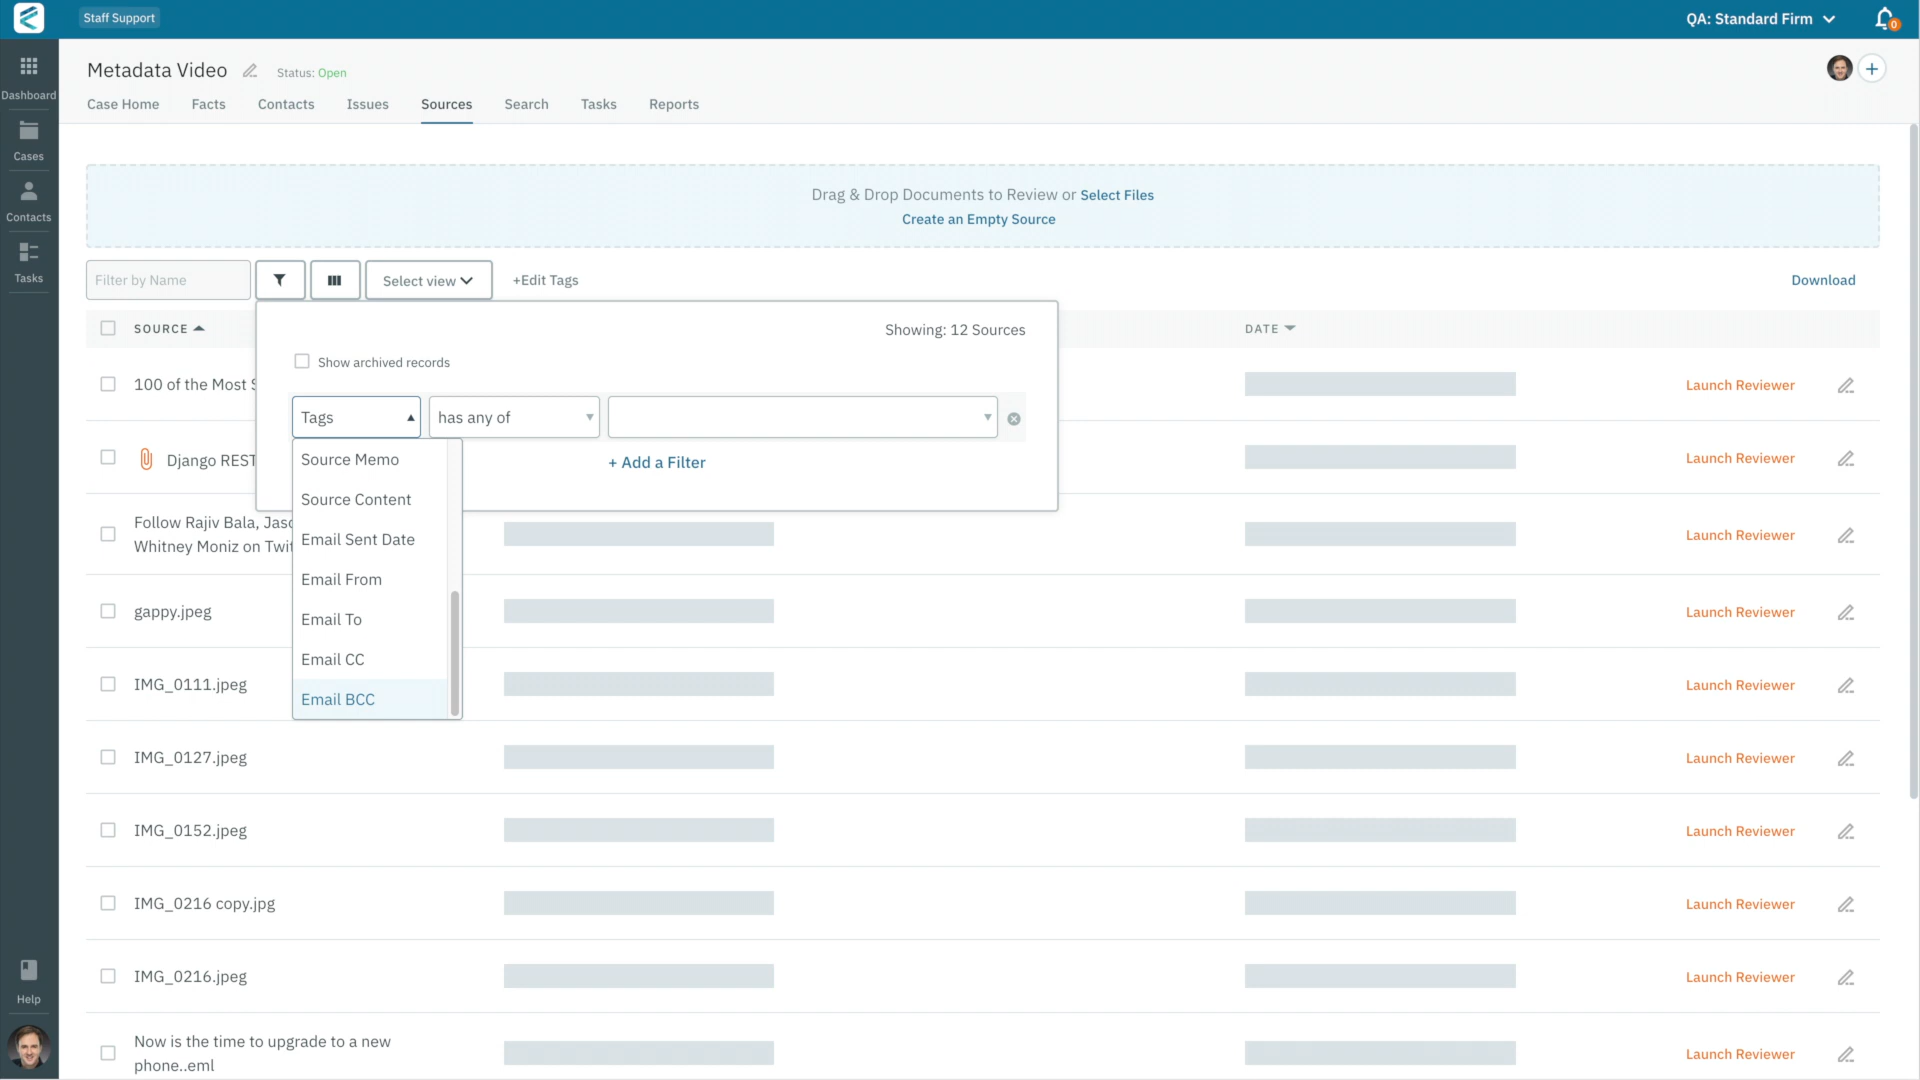 Staff Support
QA: Standard Firm
0
Metadata Video
Status: Open
Dashboard
Case Home Facts Contacts Issues Sources Search Tasks Reports
Cases
Contacts
Tasks
Drag & Drop Documents to Review or Select Files
Create an Empty Source
Filter by Name
Select view
+Edit Tags
Download
SOURCE
DATE
Showing: 12 Sources
Show archived records
Tags
has any of
+ Add a Filter
Source Memo
Source Content
Email Sent Date
Email From
Email To
Email CC
Email BCC
100 of the Most S
Launch Reviewer
Django REST
Launch Reviewer
Follow Rajiv Bala, Jaso
Whitney Moniz on Twit
Launch Reviewer
gappy.jpeg
Launch Reviewer
IMG_0111.jpeg
Launch Reviewer
IMG_0127.jpeg
Launch Reviewer
IMG_0152.jpeg
Launch Reviewer
IMG_0216 copy.jpg
Launch Reviewer
IMG_0216.jpeg
Launch Reviewer
Now is the time to upgrade to a new
phone..eml
Launch Reviewer
Help